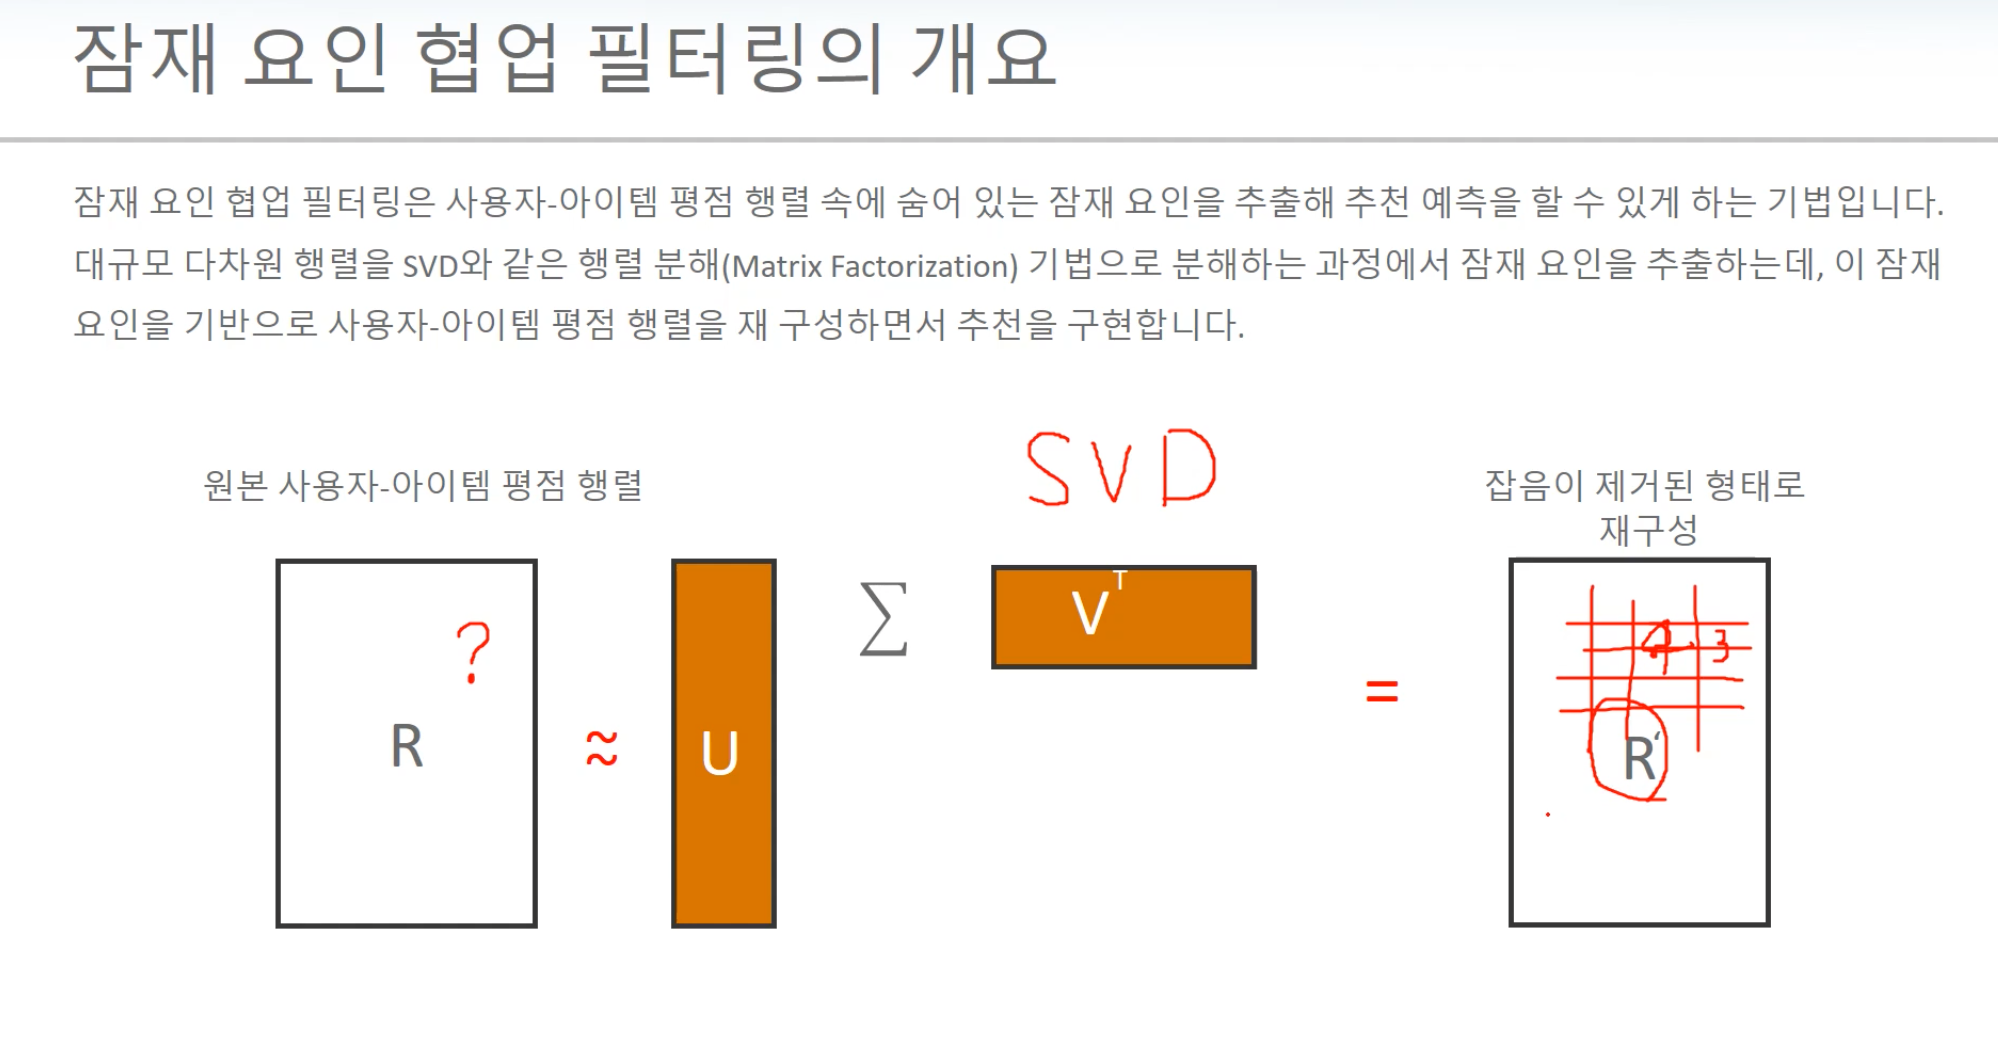 잠재 요인 협업 필터링의 개요
잠재 요인 협업 필터링은 사용자-아이템 평점 행렬 속에 숨어 있는 잠재 요인을 추출해 추천 예측을 할 수 있게 하는 기법입니다.
대규모 다차원 행렬을 SVD와 같은 행렬 분해(Matrix Factorization) 기법으로 분해하는 과정에서 잠재 요인을 추출하는데, 이 잠재
요인을 기반으로 사용자-아이템 평점 행렬을 재 구성하면서 추천을 구현합니다.
SVD
원본 사용자-아이템 평점 행렬
잡음이 제거된 형태로
재구성
?
R
≈
U
∑
V^T
=
3
R‘